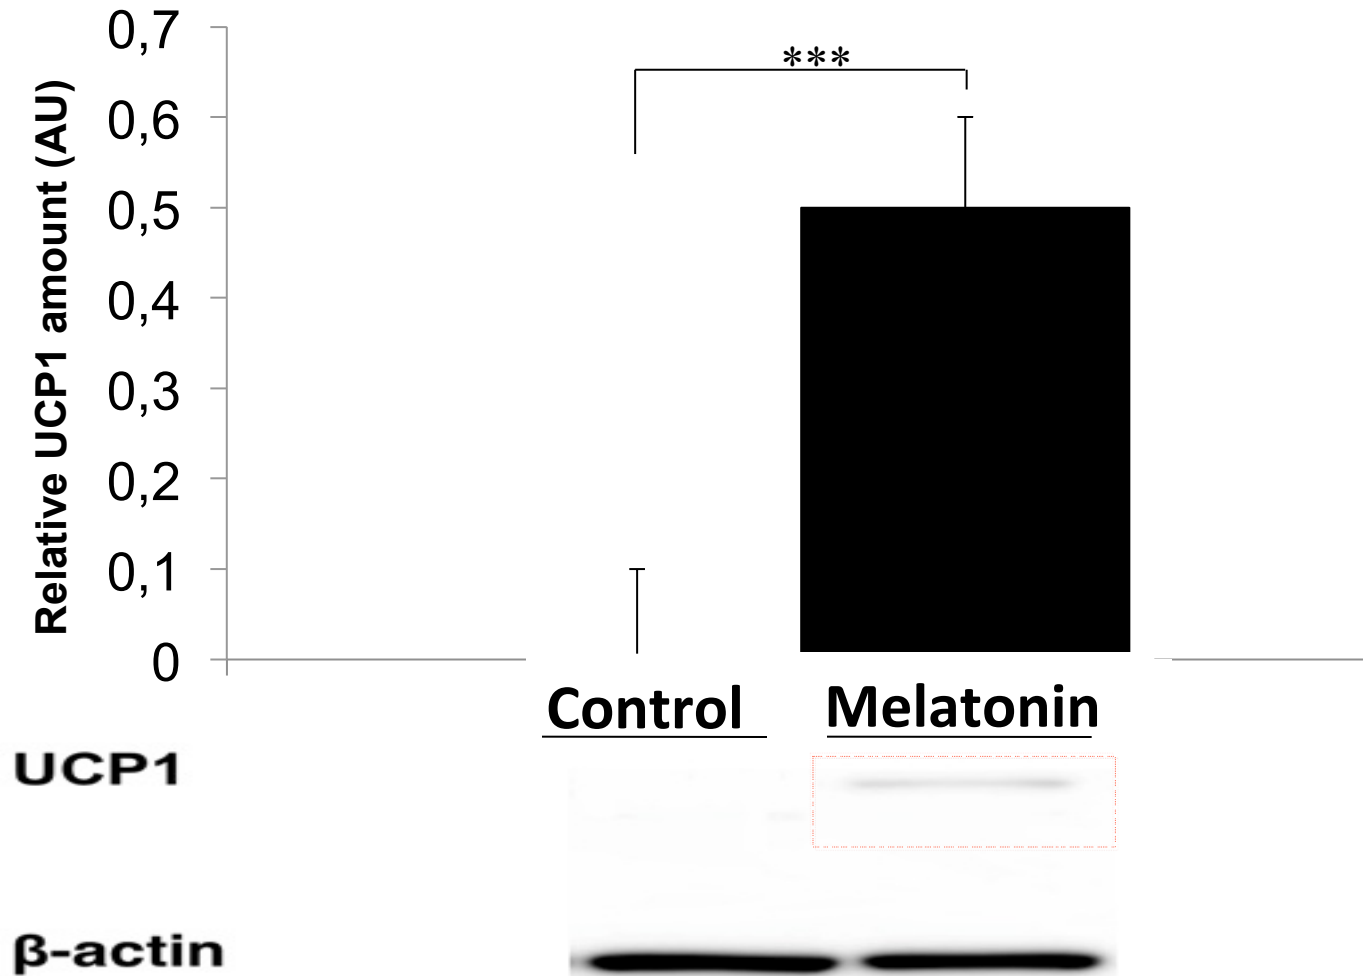 0,7
***
0,6
0,5
0,4
0,3
0,2
0,1
0
Relative UCP1 amount (AU)
Control
Melatonin
UCP1
β-actin